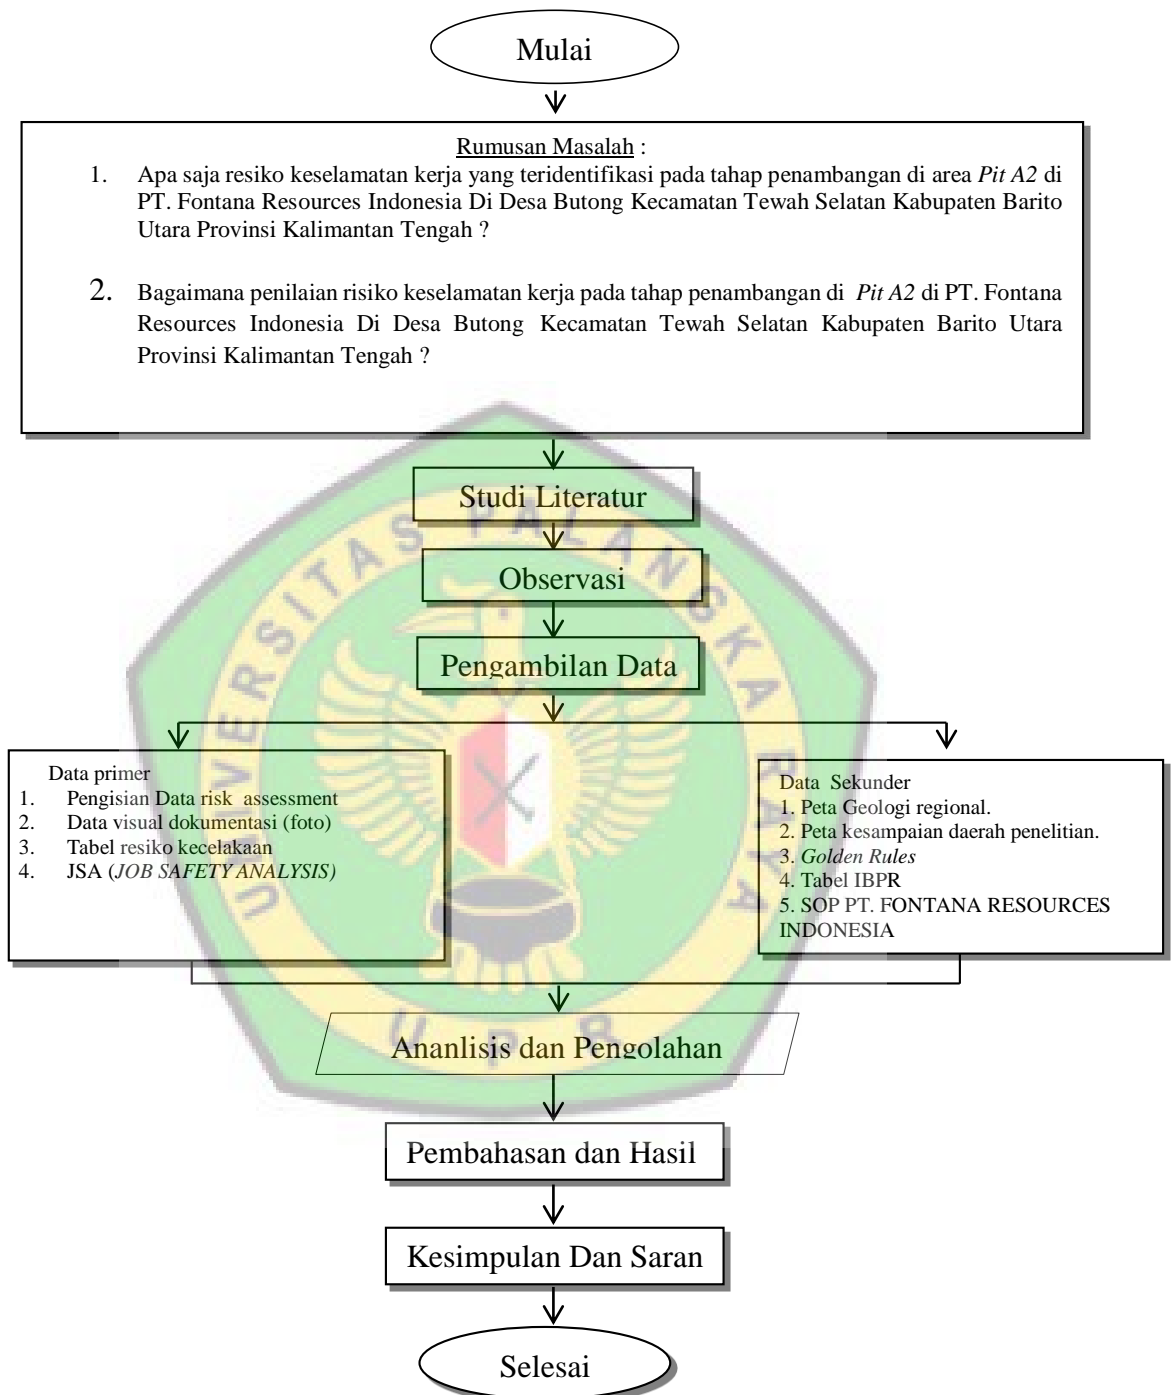 Mulai
Rumusan Masalah :
1. Apa saja resiko keselamatan kerja yang teridentifikasi pada tahap penambangan di area Pit A2 di
PT. Fontana Resources Indonesia Di Desa Butong Kecamatan Tewah Selatan Kabupaten Barito
Utara Provinsi Kalimantan Tengah ?
2. Bagaimana penilaian risiko keselamatan kerja pada tahap penambangan di Pit A2 di PT. Fontana
Resources Indonesia Di Desa Butong Kecamatan Tewah Selatan Kabupaten Barito Utara
Provinsi Kalimantan Tengah ?
Studi Literatur
Observasi
Pengambilan Data
Data primer
1. Pengisian Data risk assessment
2. Data visual dokumentasi (foto)
3. Tabel resiko kecelakaan
4. JSA (JOB SAFETY ANALYSIS)
Data Sekunder
1. Peta Geologi regional.
2. Peta kesampaian daerah penelitian.
3. Golden Rules
4. Tabel IBPR
5. SOP PT. FONTANA RESOURCES
INDONESIA
Ananlisis dan Pengolahan
Pembahasan dan Hasil
Kesimpulan Dan Saran
Selesai
UNIVERSITAS PALANGKA RAYA
UPR